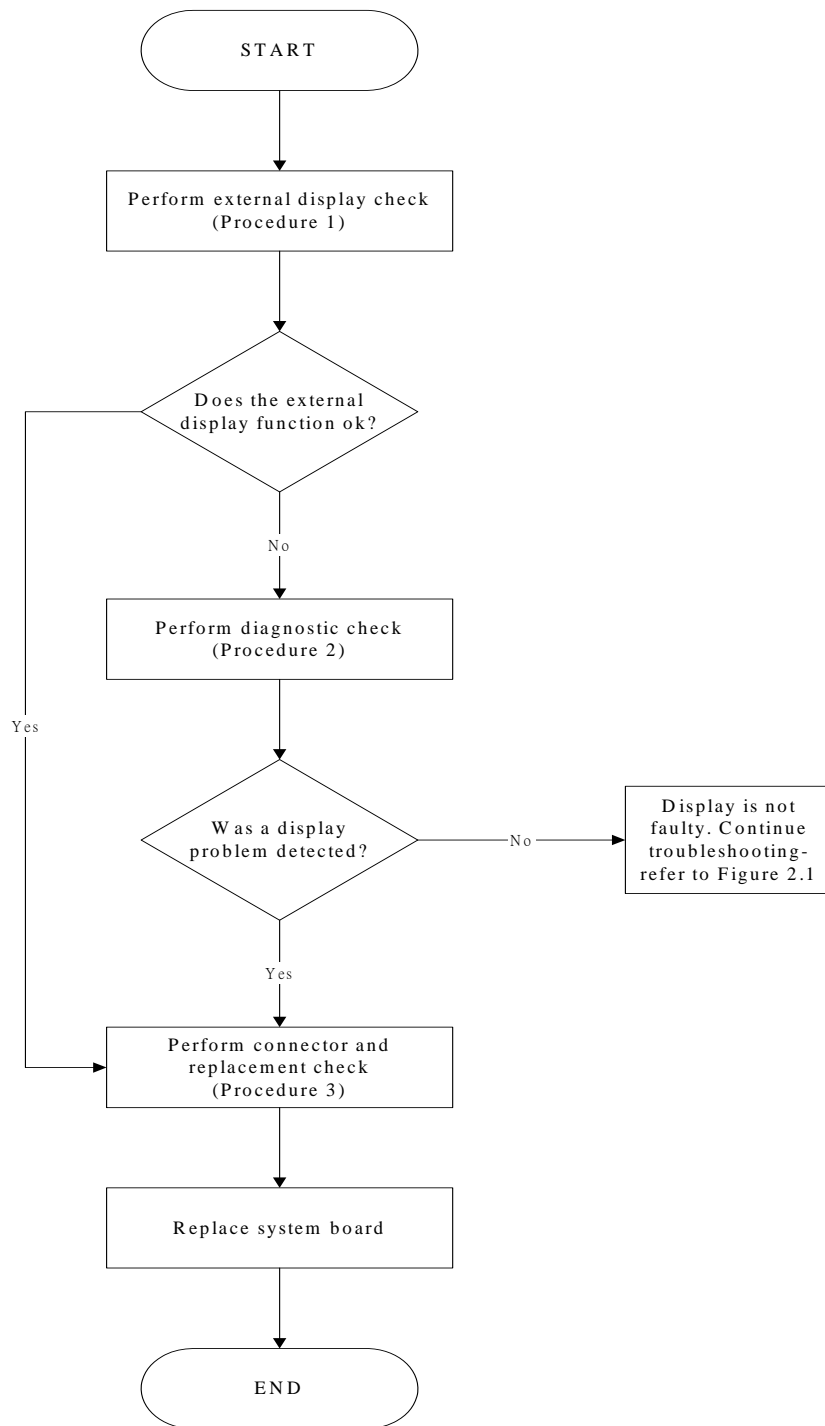 START
Perform external display check
(Procedure 1)
Does the external
display function ok?
No
Perform diagnostic check
(Procedure 2)
Yes
Was a display
problem detected?
No
Display is not
faulty. Continue
troubleshooting-
refer to Figure 2.1
Yes
Perform connector and
replacement check
(Procedure 3)
Replace system board
END